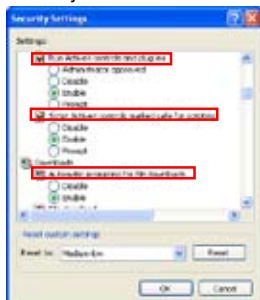 Security Settings
Settings:
Run ActiveX controls and plug-ins
Administrator approved
Disable
Enable
Prompt
Script ActiveX controls marked safe for scripting
Disable
Enable
Prompt
Downloads
Automatic prompting for file downloads
Disable
Enable
Reset custom settings
Reset to:
Medium-low
Reset
OK
Cancel